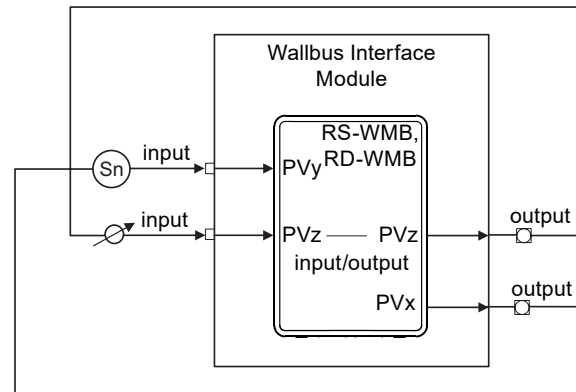 Wallbus Interface
Module
RS-WMB,
RD-WMB
input
Sn
PVy
input
PVz PVz
input/output
output
PVx
output